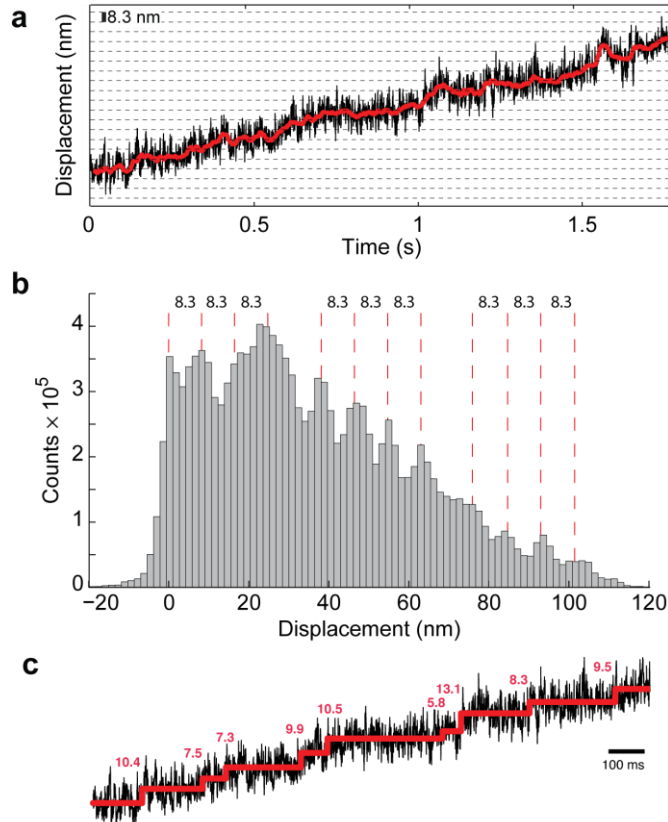 a
8.3 nm
Displacement (nm)
0 0.5 1 1.5
Time (s)
b
8.3 8.3 8.3 8.3 8.3 8.3 8.3 8.3 8.3
4
3
2
1
0
Counts × 10⁵
−20 0 20 40 60 80 100 120
Displacement (nm)
c
10.4 7.5 7.3 9.9 10.5 5.8 13.1 8.3 9.5
100 ms